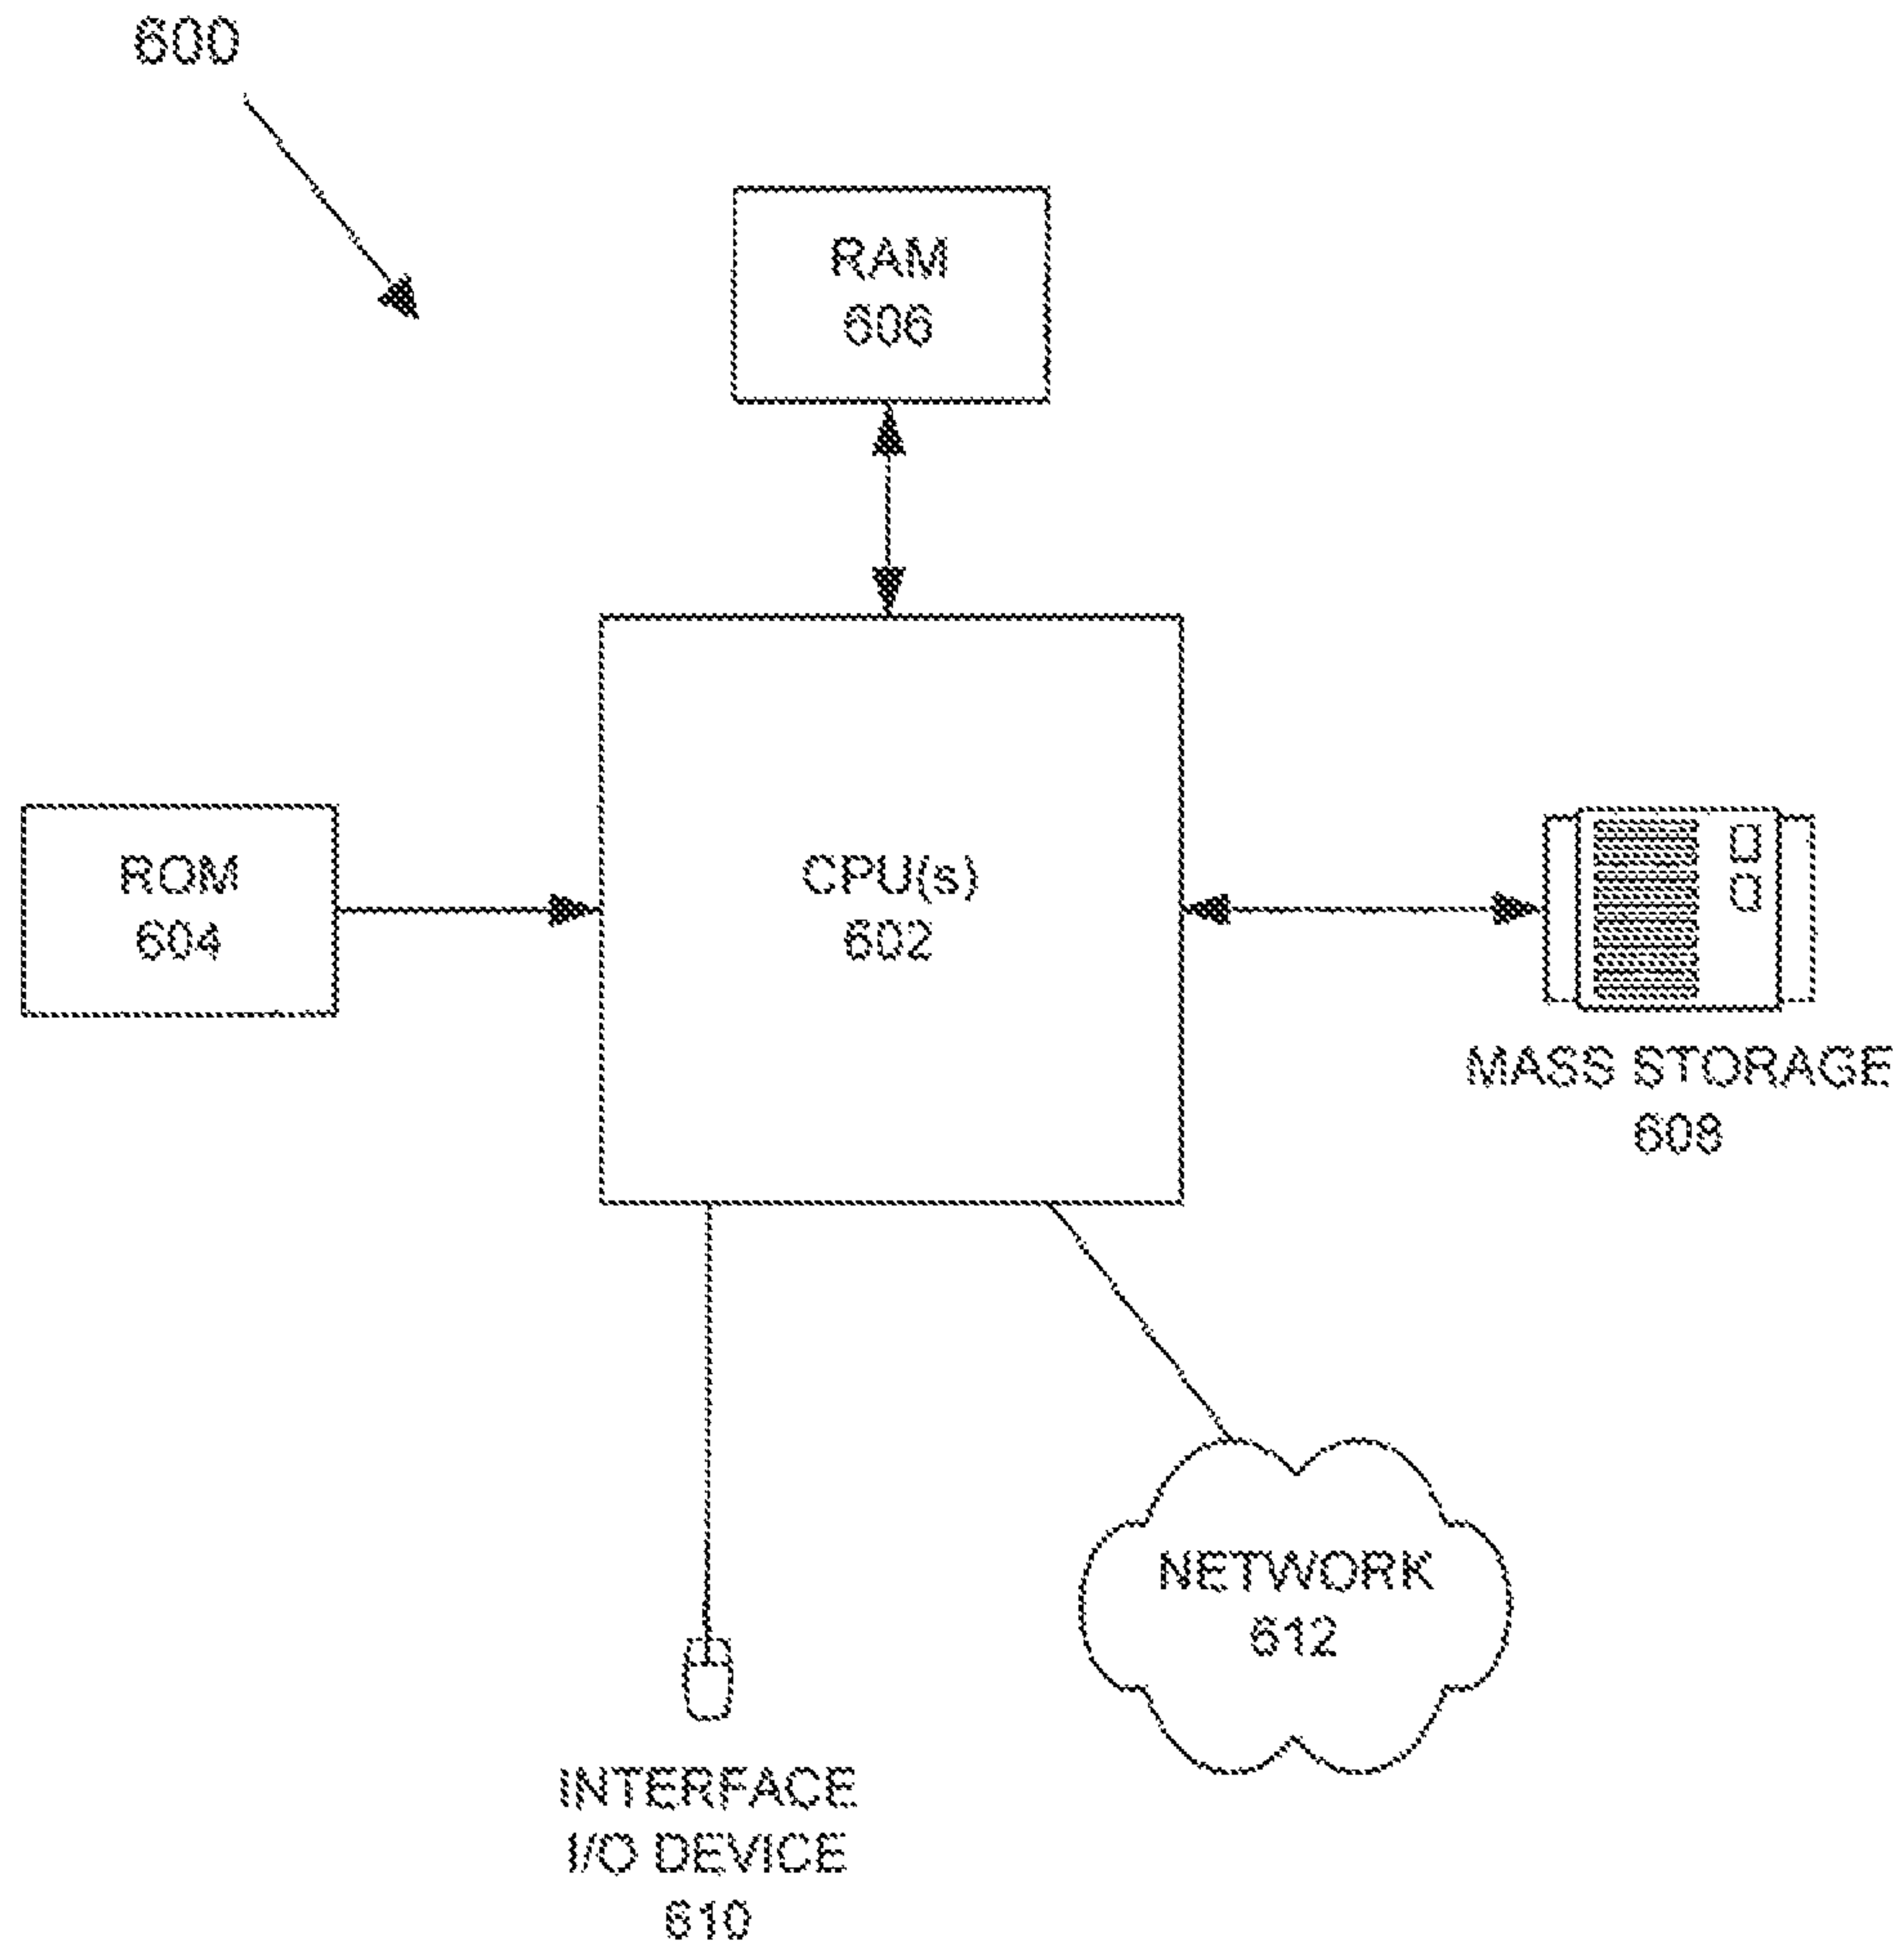 600
RAM
606
ROM
604
CPU(s)
602
MASS STORAGE
608
NETWORK
612
INTERFACE
I/O DEVICE
610